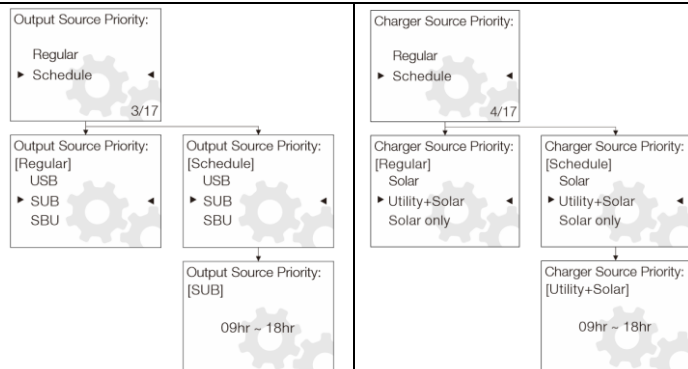 Output Source Priority:
Regular
Schedule
3/17
Output Source Priority:
[Regular]
USB
SUB
SBU
Output Source Priority:
[Schedule]
USB
SUB
SBU
Output Source Priority:
[SUB]
09hr ~ 18hr
Charger Source Priority:
Regular
Schedule
4/17
Charger Source Priority:
[Regular]
Solar
Utility+Solar
Solar only
Charger Source Priority:
[Schedule]
Solar
Utility+Solar
Solar only
Charger Source Priority:
[Utility+Solar]
09hr ~ 18hr